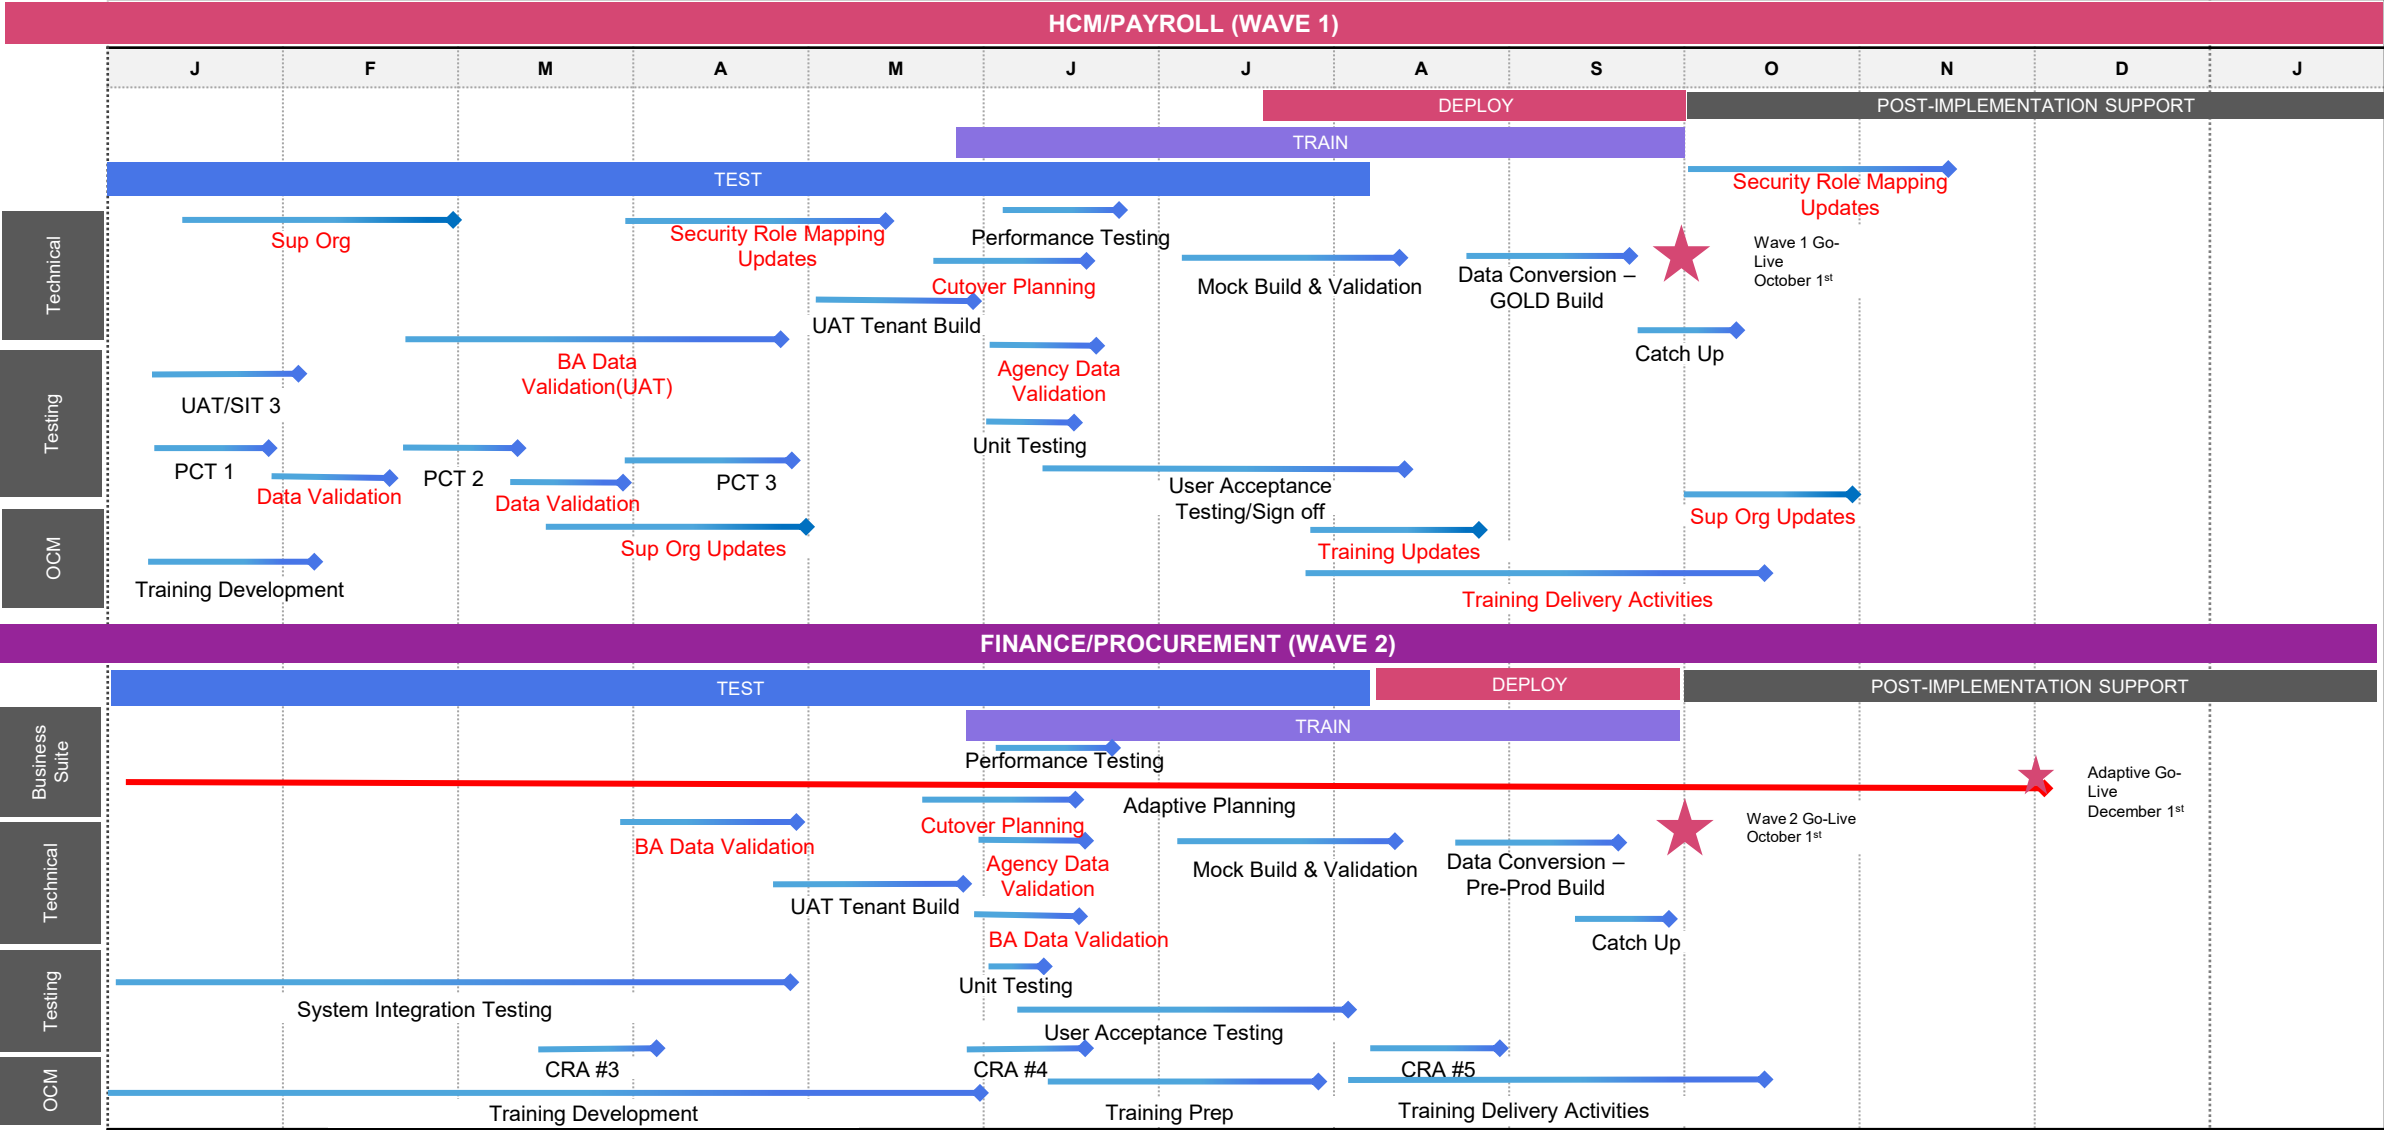 HCM/PAYROLL (WAVE 1)
J F M A M J J A S O N D J
DEPLOY
POST-IMPLEMENTATION SUPPORT
TRAIN
TEST
Security Role Mapping
Updates
Technical
Sup Org
Security Role Mapping
Updates
Performance Testing
Cutover Planning
Mock Build & Validation
Data Conversion –
GOLD Build
Wave 1 Go-
Live
October 1st
UAT Tenant Build
Catch Up
Testing
BA Data
Validation(UAT)
Agency Data
Validation
UAT/SIT 3
Unit Testing
PCT 1
Data Validation
PCT 2
Data Validation
PCT 3
User Acceptance
Testing/Sign off
Sup Org Updates
OCM
Sup Org Updates
Training Updates
Training Development
Training Delivery Activities
FINANCE/PROCUREMENT (WAVE 2)
TEST
DEPLOY
POST-IMPLEMENTATION SUPPORT
TRAIN
Business
Suite
Performance Testing
Adaptive Planning
Adaptive Go-
Live
December 1st
Cutover Planning
Wave 2 Go-Live
October 1st
Technical
BA Data Validation
Agency Data
Validation
Mock Build & Validation
Data Conversion –
Pre-Prod Build
UAT Tenant Build
BA Data Validation
Catch Up
Testing
Unit Testing
System Integration Testing
User Acceptance Testing
CRA #3
CRA #4
CRA #5
OCM
Training Development
Training Prep
Training Delivery Activities